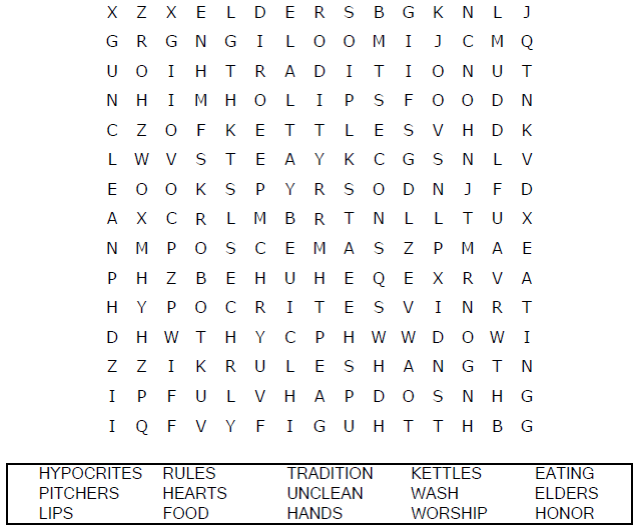 X Z X E L D E R S B G K N L J
G R G N G I L O O M I J C M Q
U O I H T R A D I T I O N U T
N H I M H O L I P S F O O D N
C Z O F K E T T L E S V H D K
L W V S T E A Y K C G S N L V
E O O K S P Y R S O D N J F D
A X C R L M B R T N L L T U X
N M P O S C E M A S Z P M A E
P H Z B E H U H E Q E X R V A
H Y P O C R I T E S V I N R T
D H W T H Y C P H W W D O W I
Z Z I K R U L E S H A N G T N
I P F U L V H A P D O S N H G
I Q F V Y F I G U H T T H B G
HYPOCRITES RULES TRADITION KETTLES EATING
PITCHERS HEARTS UNCLEAN WASH ELDERS
LIPS FOOD HANDS WORSHIP HONOR